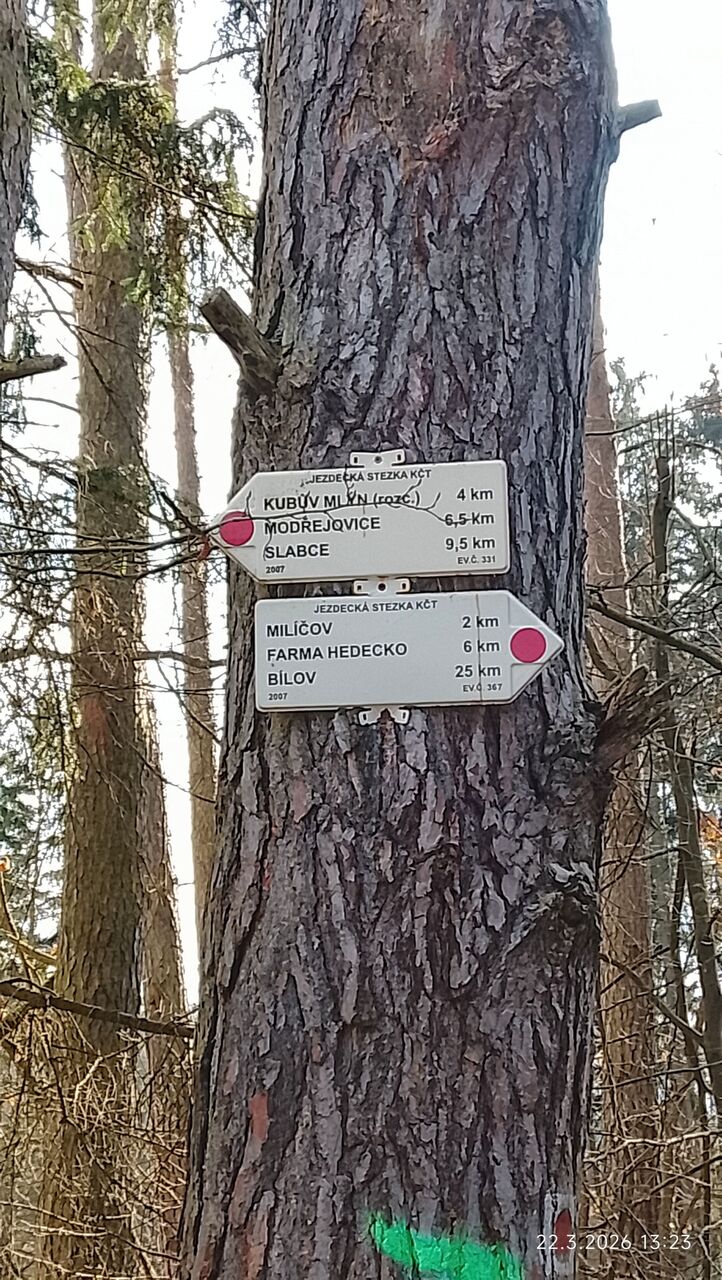 JEZDECKÁ STEZKA KČT
KUBŮV MLÝN (rozc.) 4 km
MODŘEJOVICE 6,5 km
SLABCE 9,5 km
2007 EV.Č. 331
JEZDECKÁ STEZKA KČT
MILÍČOV 2 km
FARMA HEDECKO 6 km
BÍLOV 25 km
2007 EV.Č. 367
22.3.2026 13:23